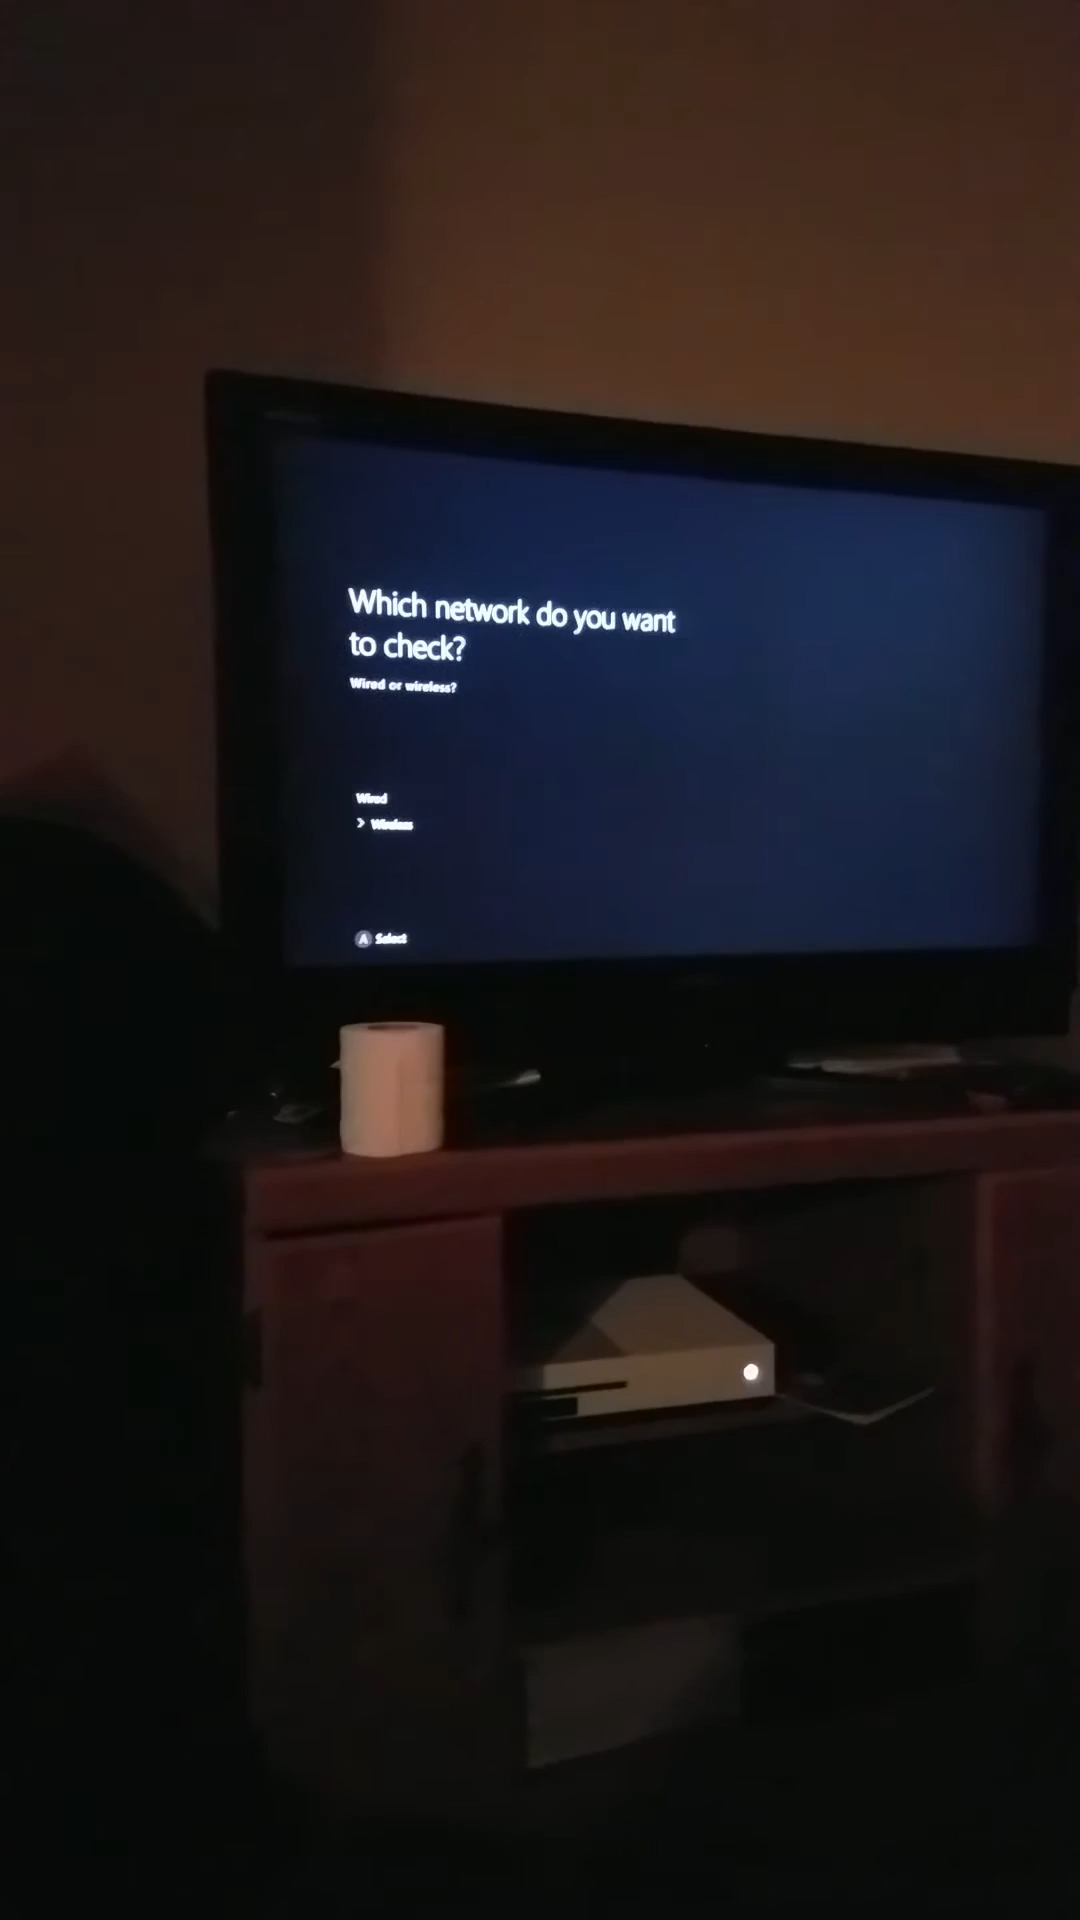 Which network do you want
to check?
Wired or wireless?
Wired
> Wireless
A Select